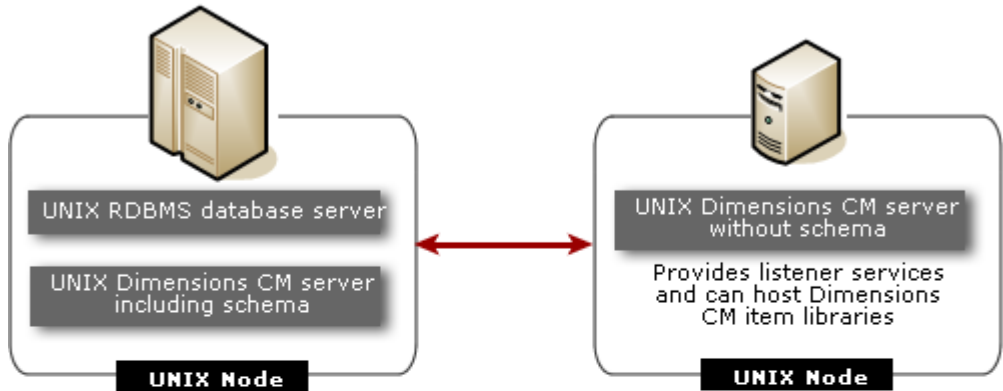 UNIX RDBMS database server
UNIX Dimensions CM server
including schema
UNIX Node
UNIX Dimensions CM server
without schema
Provides listener services
and can host Dimensions
CM item libraries
UNIX Node